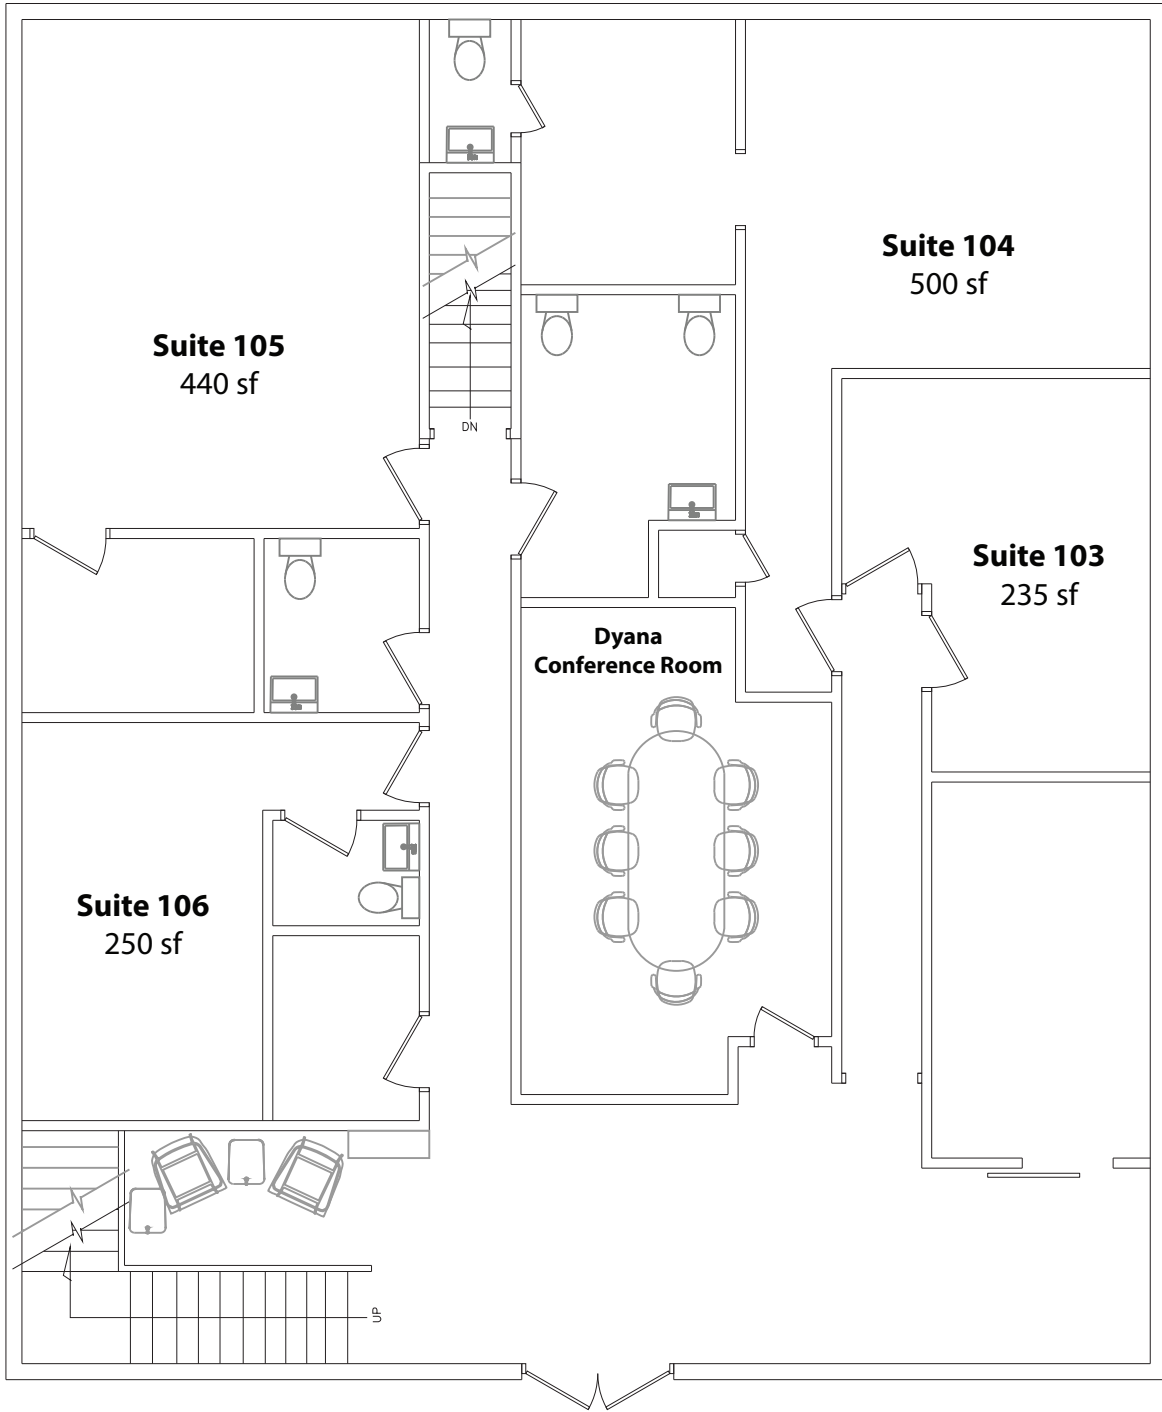 Suite 104
500 sf
Suite 105
440 sf
DN
Suite 103
235 sf
Dyana
Conference Room
Suite 106
250 sf
UP